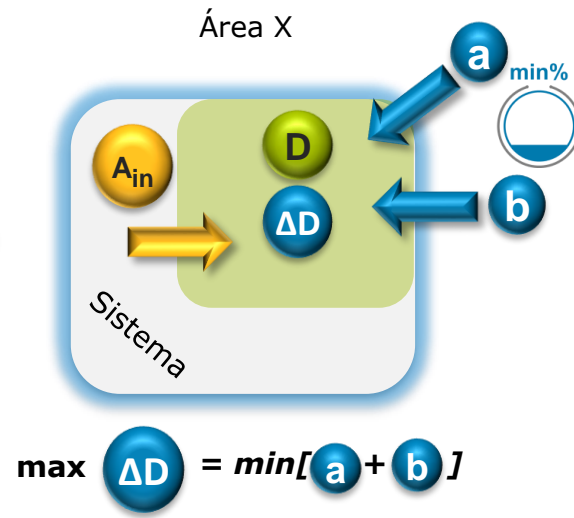 Área X
a
min%
D
A_in
ΔD
b
Sistema
max ΔD = min[a + b]